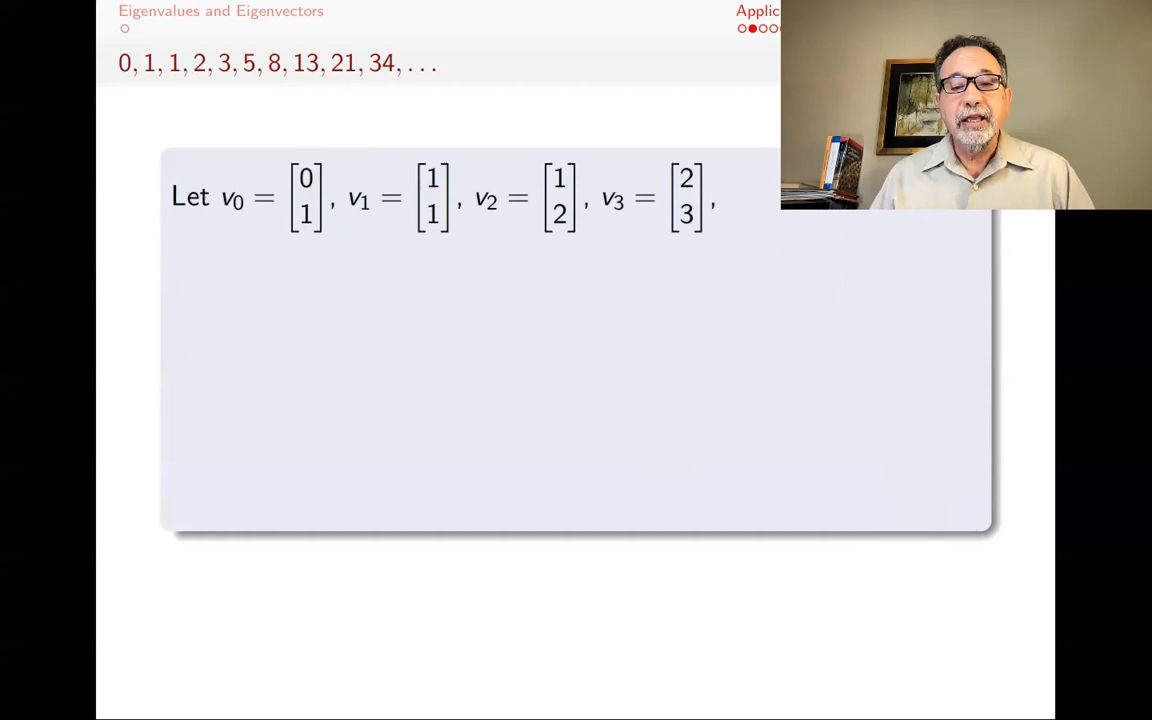 Eigenvalues and Eigenvectors
Applic
0, 1, 1, 2, 3, 5, 8, 13, 21, 34, . . .
Let v₀ = [0 1], v₁ = [1 1], v₂ = [1 2], v₃ = [2 3],